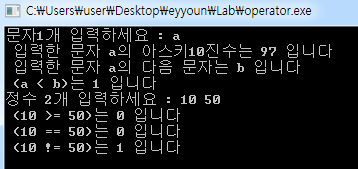 C:\Users\user\Desktop\eyyoun\Lab\operator.exe
문자1개 입력하세요 : a
입력한 문자 a의 아스키10진수는 97 입니다
입력한 문자 a의 다음 문자는 b 입니다
(a < b)는 1 입니다
정수 2개 입력하세요 : 10 50
(10 >= 50)는 0 입니다
(10 == 50)는 0 입니다
(10 != 50)는 1 입니다